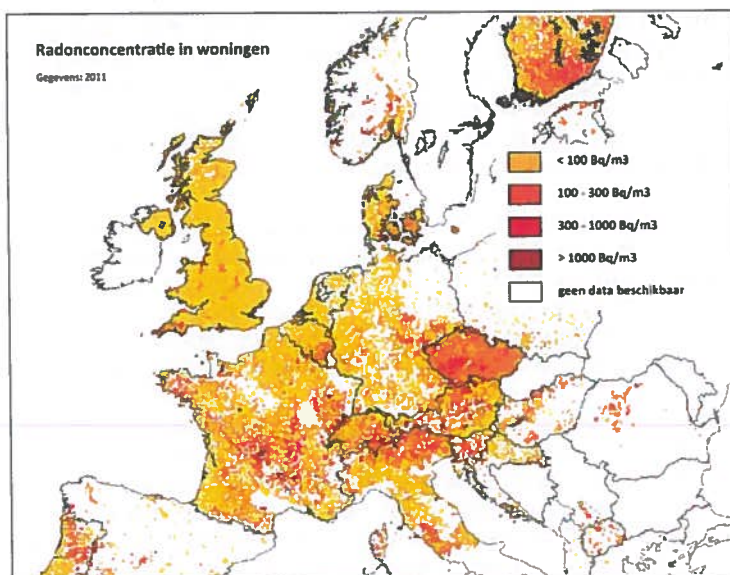 Radonconcentratie in woningen
Gegevens: 2011
< 100 Bq/m3
100 - 300 Bq/m3
300 - 1000 Bq/m3
> 1000 Bq/m3
geen data beschikbaar